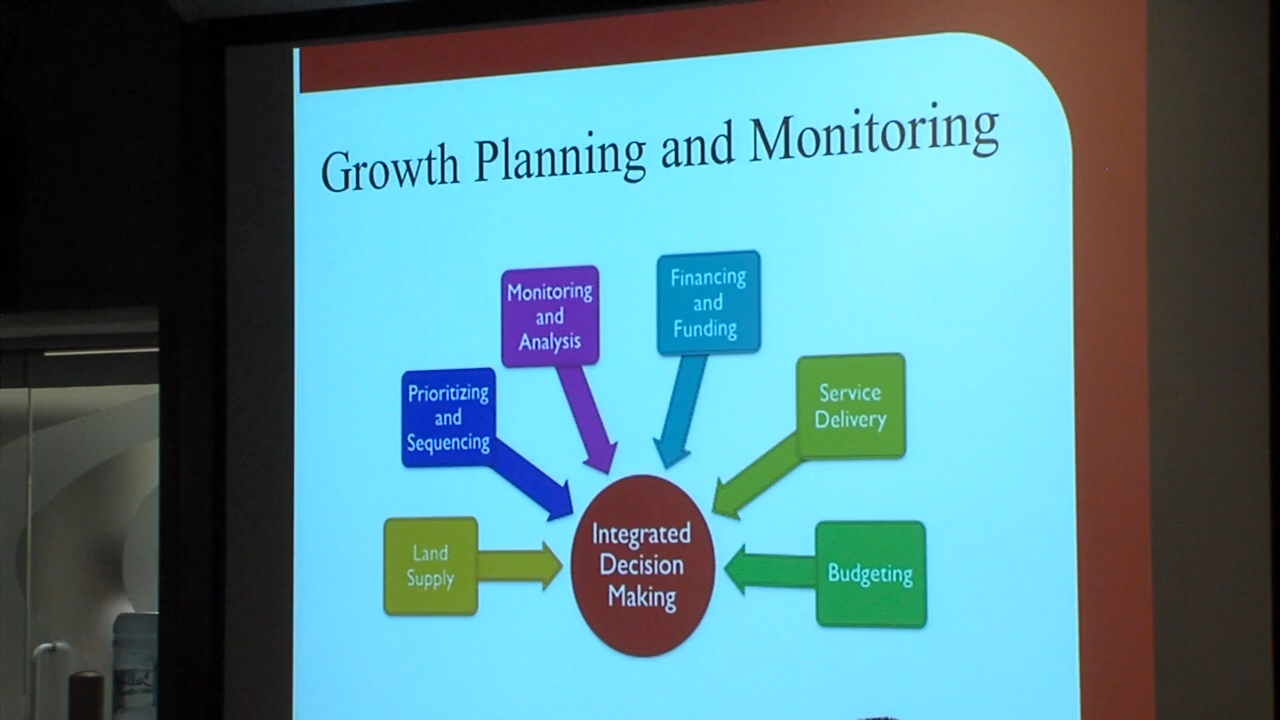 Growth Planning and Monitoring
Monitoring
and
Analysis
Financing
and
Funding
Prioritizing
and
Sequencing
Service
Delivery
Land
Supply
Integrated
Decision
Making
Budgeting